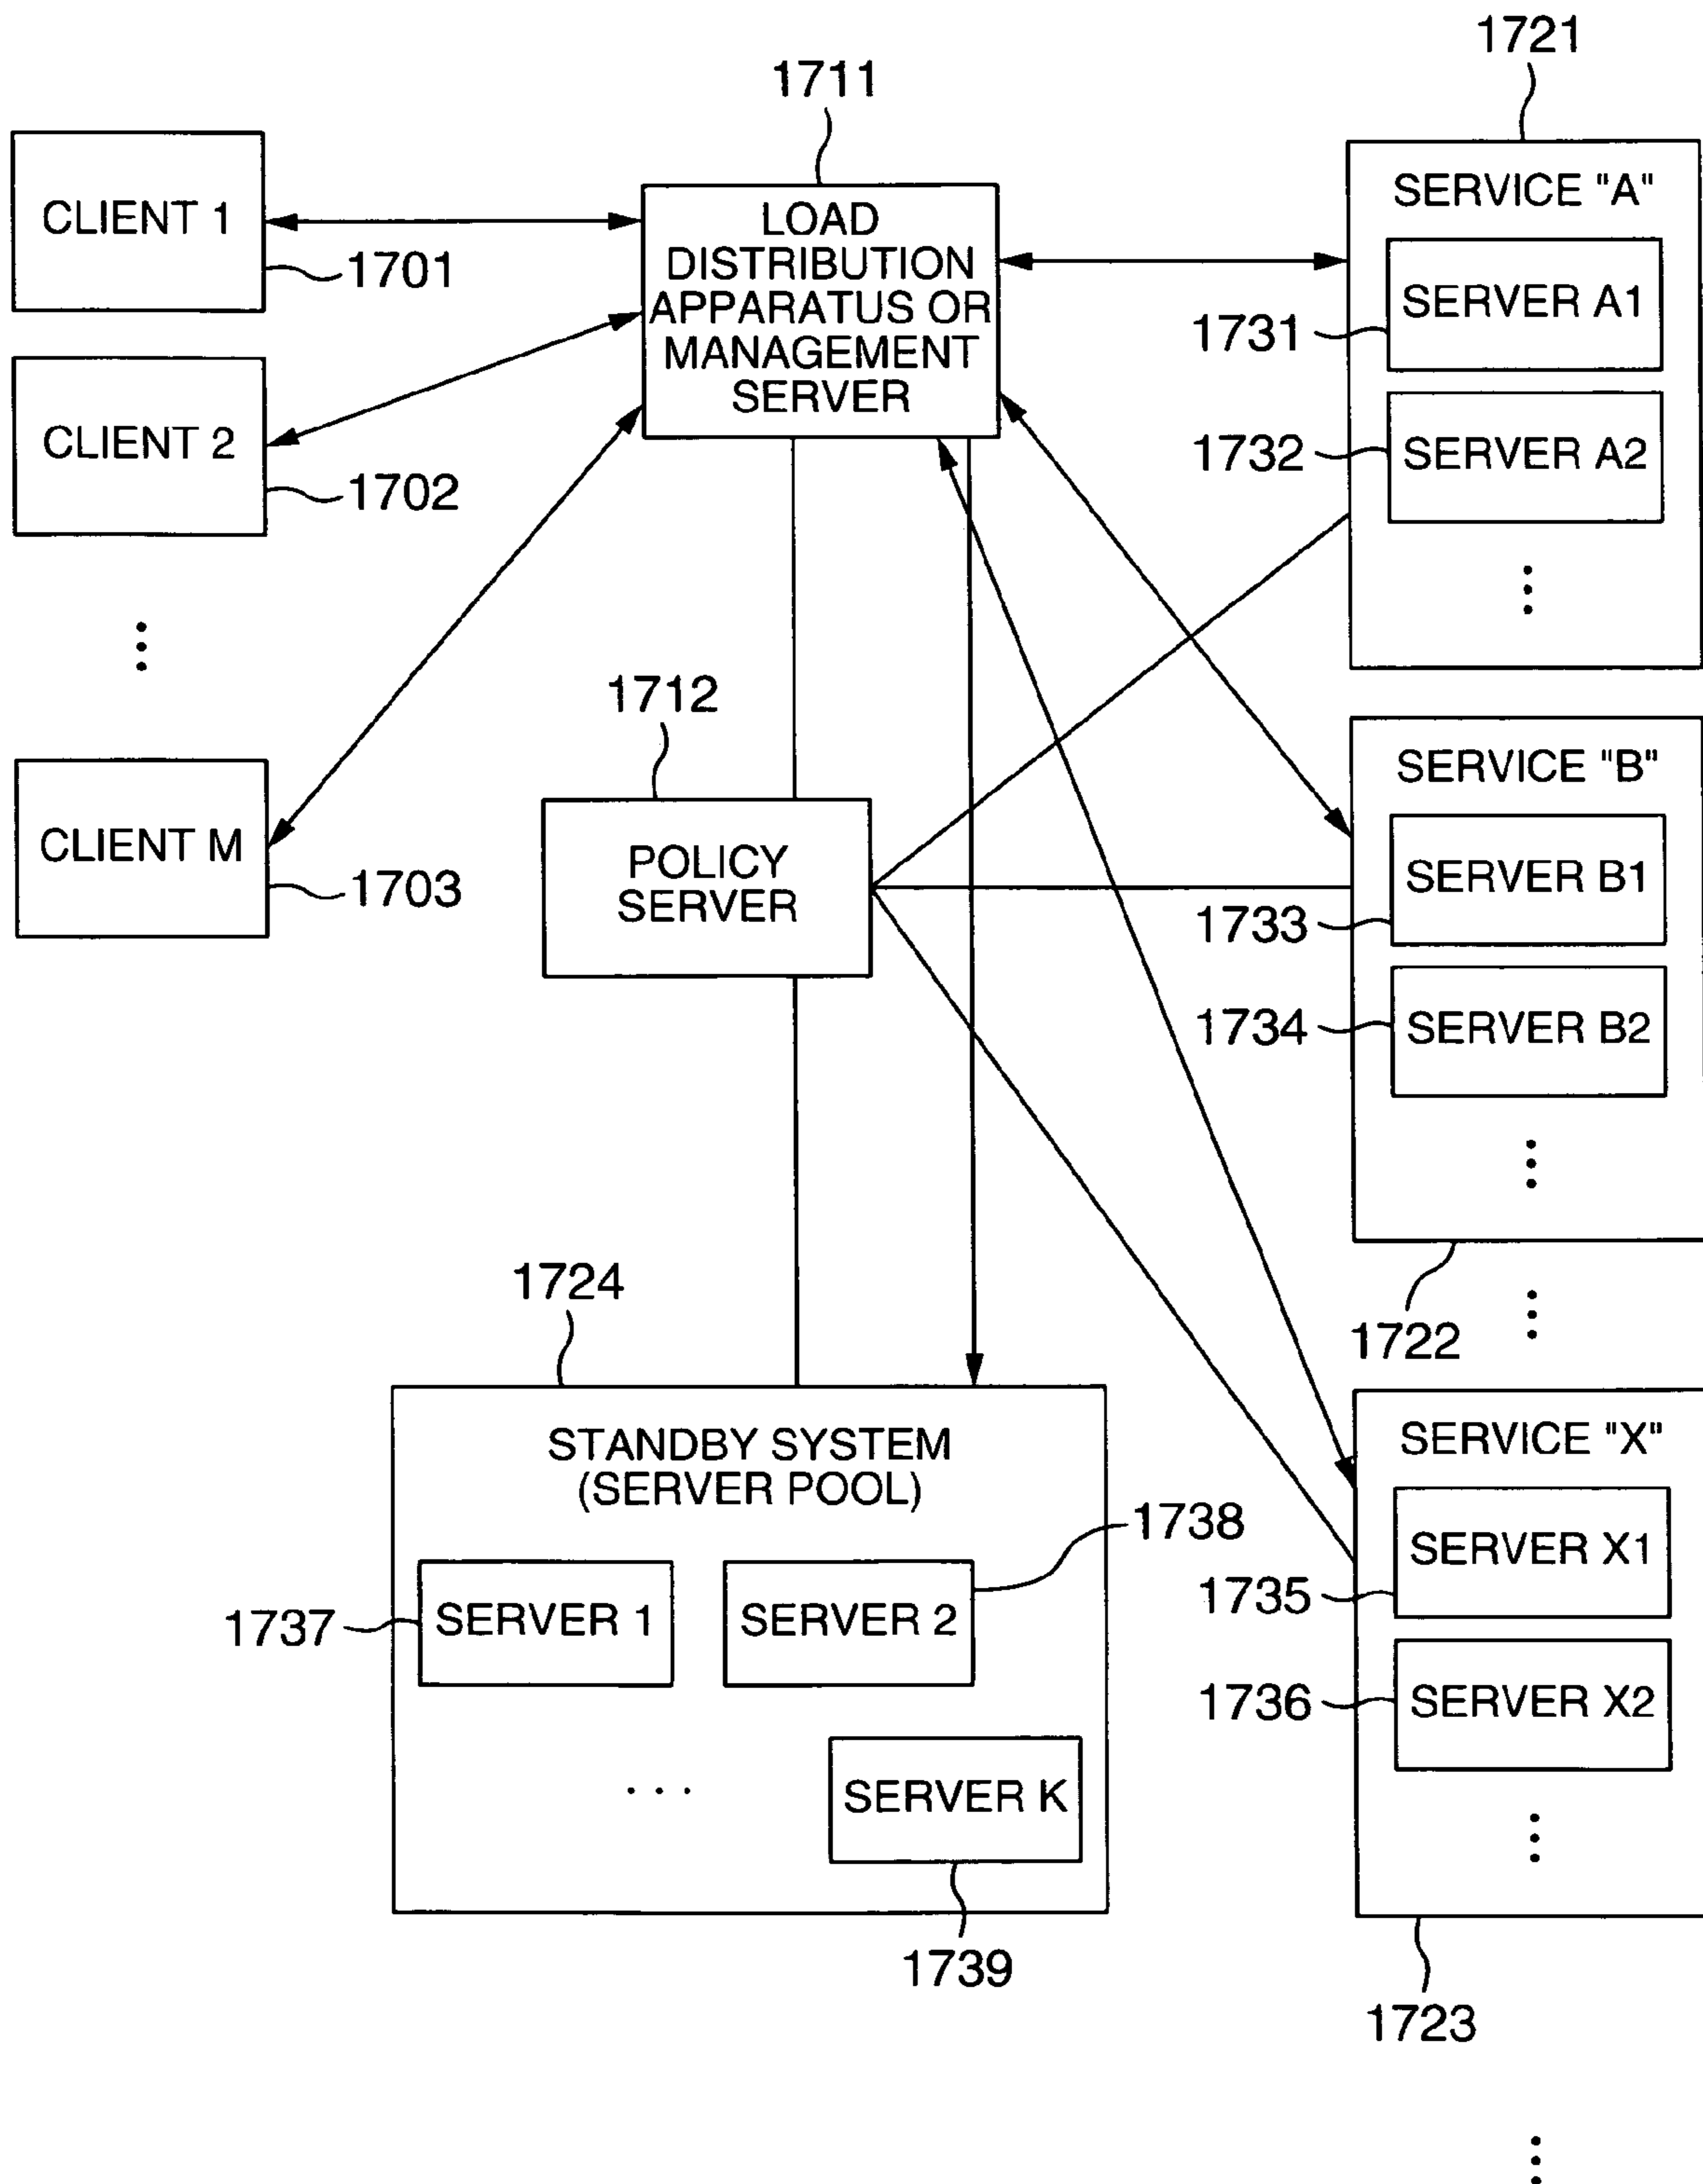 1721
1711
CLIENT 1
1701
LOAD
DISTRIBUTION
APPARATUS OR
MANAGEMENT
SERVER
SERVICE "A"
SERVER A1
1731
CLIENT 2
1702
SERVER A2
1732
1712
CLIENT M
1703
POLICY
SERVER
SERVICE "B"
SERVER B1
1733
SERVER B2
1734
1724
1722
STANDBY SYSTEM
(SERVER POOL)
1738
SERVER 1
1737
SERVER 2
SERVER K
1739
SERVICE "X"
SERVER X1
1735
SERVER X2
1736
1723